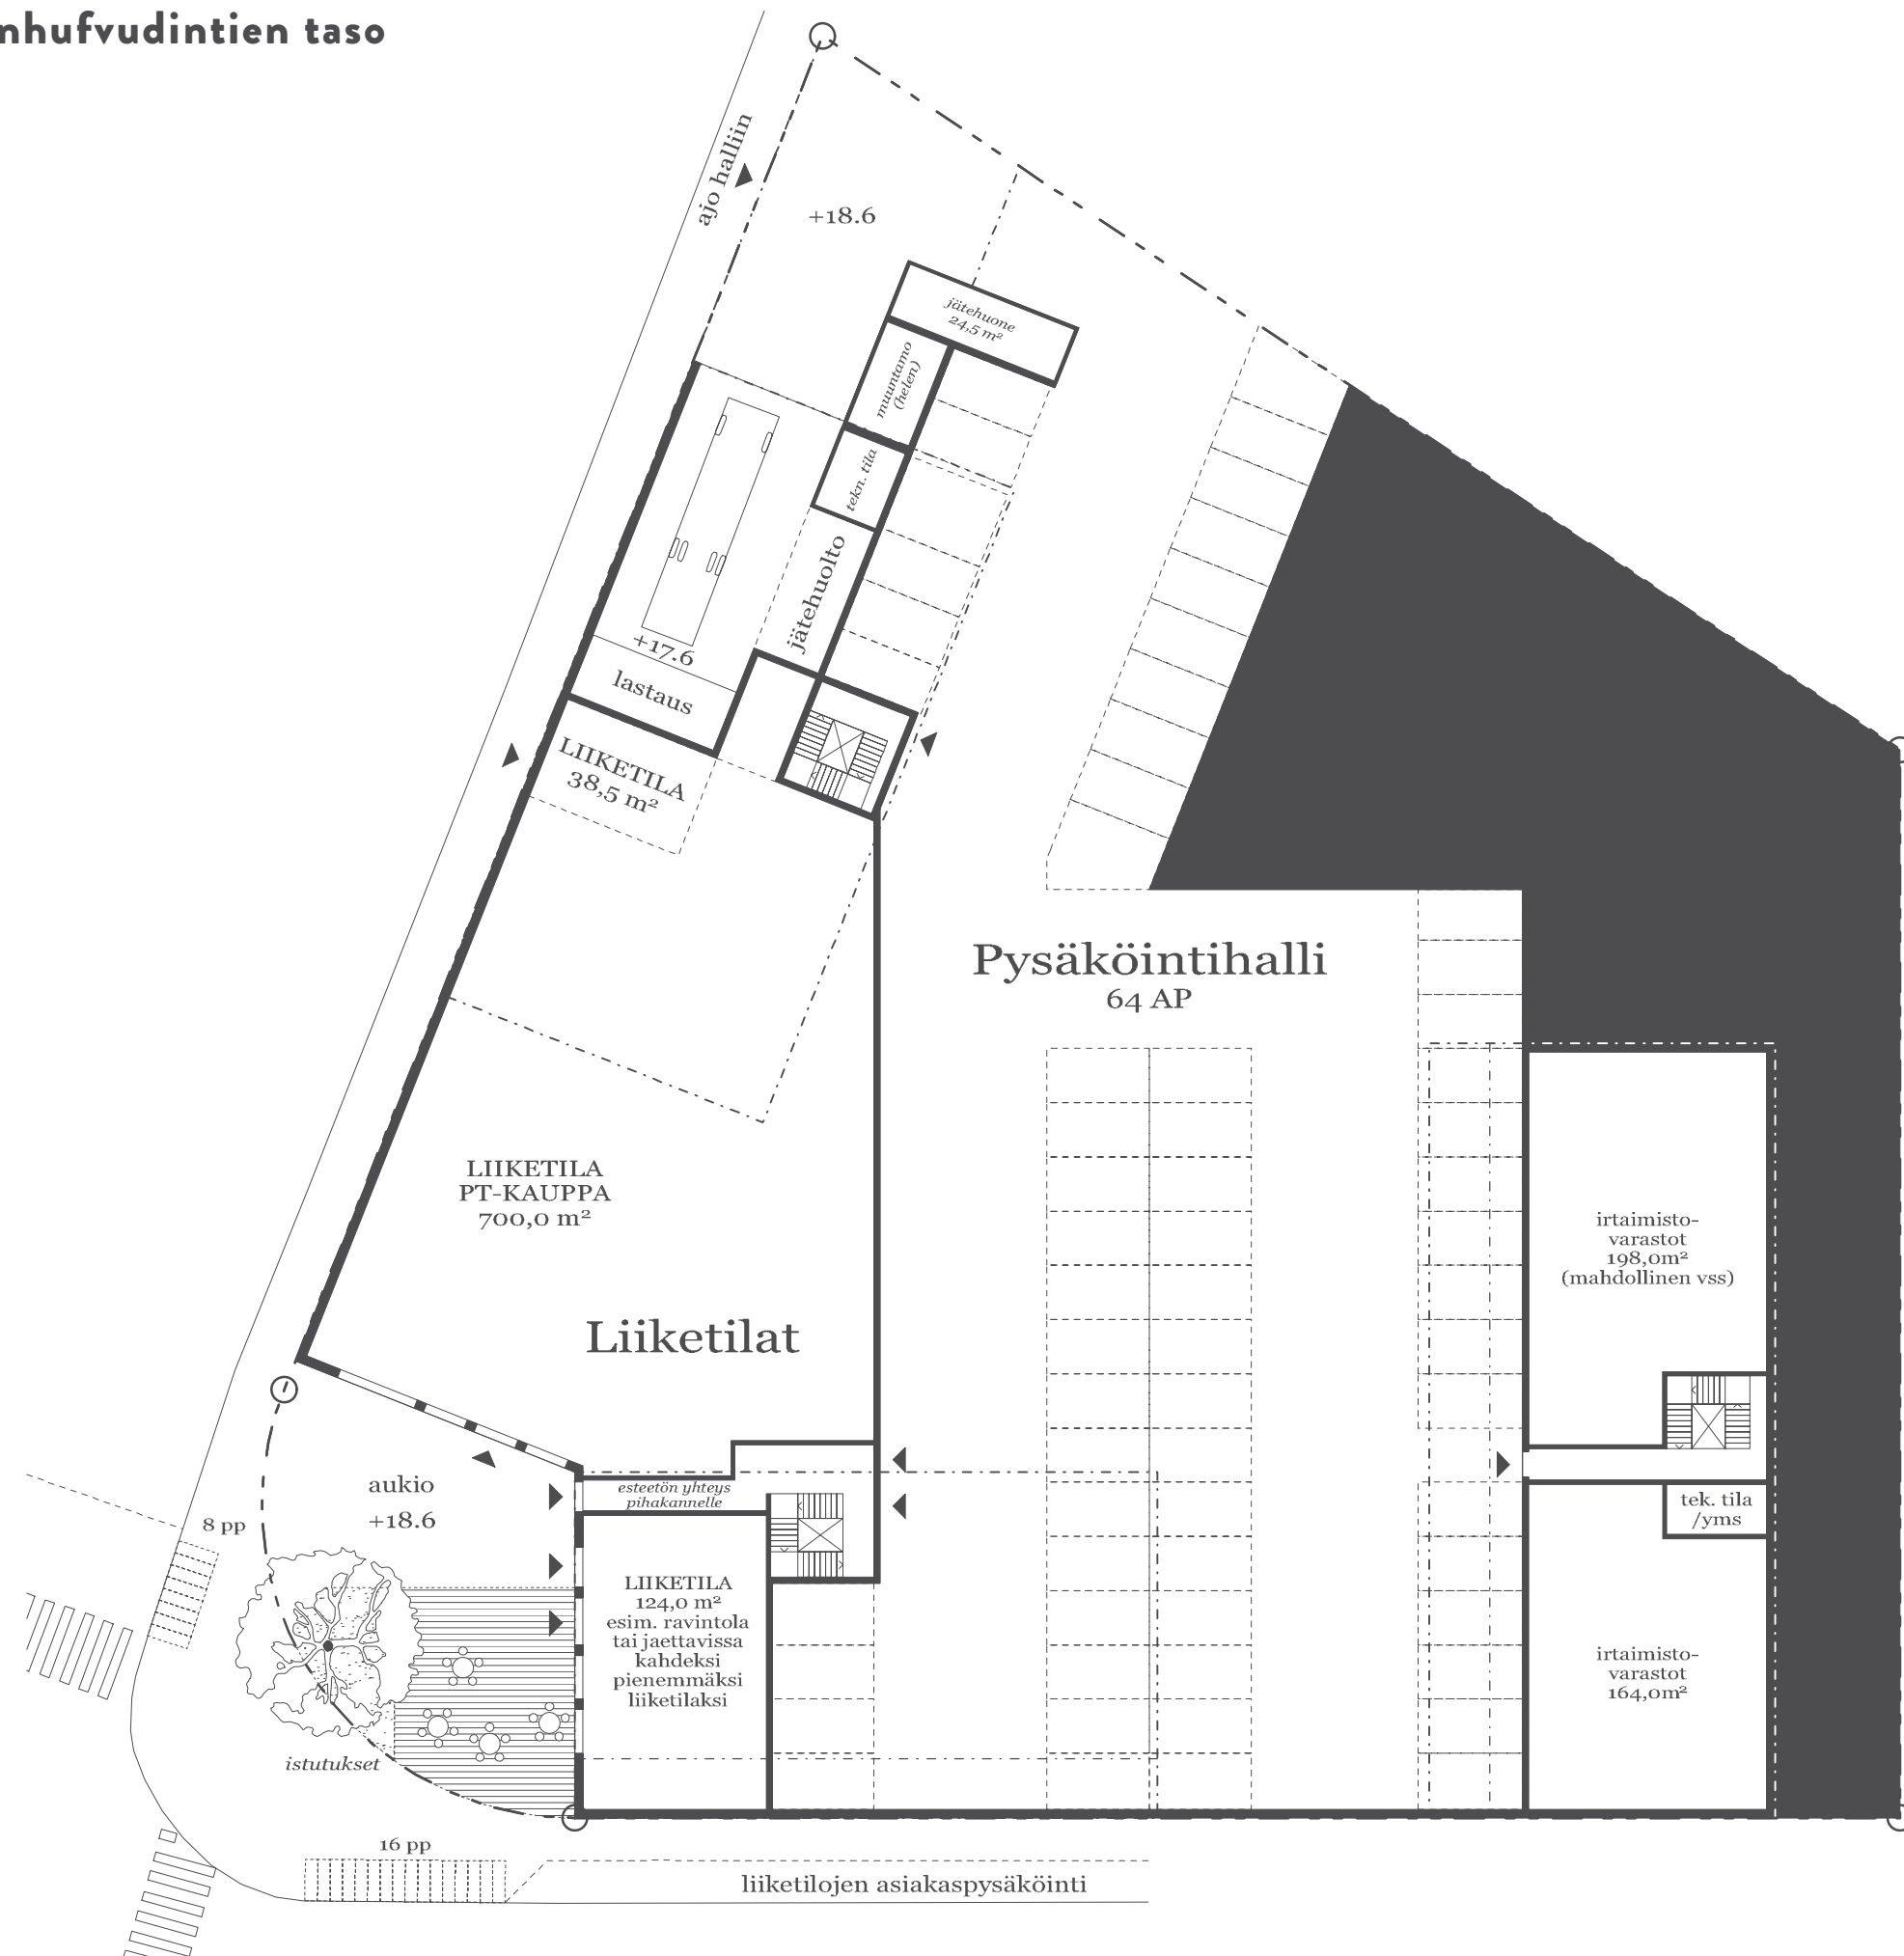 nhufvudintien taso
ajo halliin
+18.6
jätehuone
24,5 m²
muuntamo
(helen)
tekn. tila
jätehuolto
+17.6
lastaus
LIIKETILA
38,5 m²
Pysäköintihalli
64 AP
LIIKETILA
PT-KAUPPA
700,0 m²
irtaimisto-
varastot
198,0m²
(mahdollinen vss)
Liiketilat
aukio
+18.6
esteetön yhteys
pihakannelle
tek. tila
/yms
8 pp
LIIKETILA
124,0 m²
esim. ravintola
tai jaettavissa
kahdeksi
pienemmäksi
liiketilaksi
irtaimisto-
varastot
164,0m²
istutukset
16 pp
liiketilojen asiakaspysäköinti